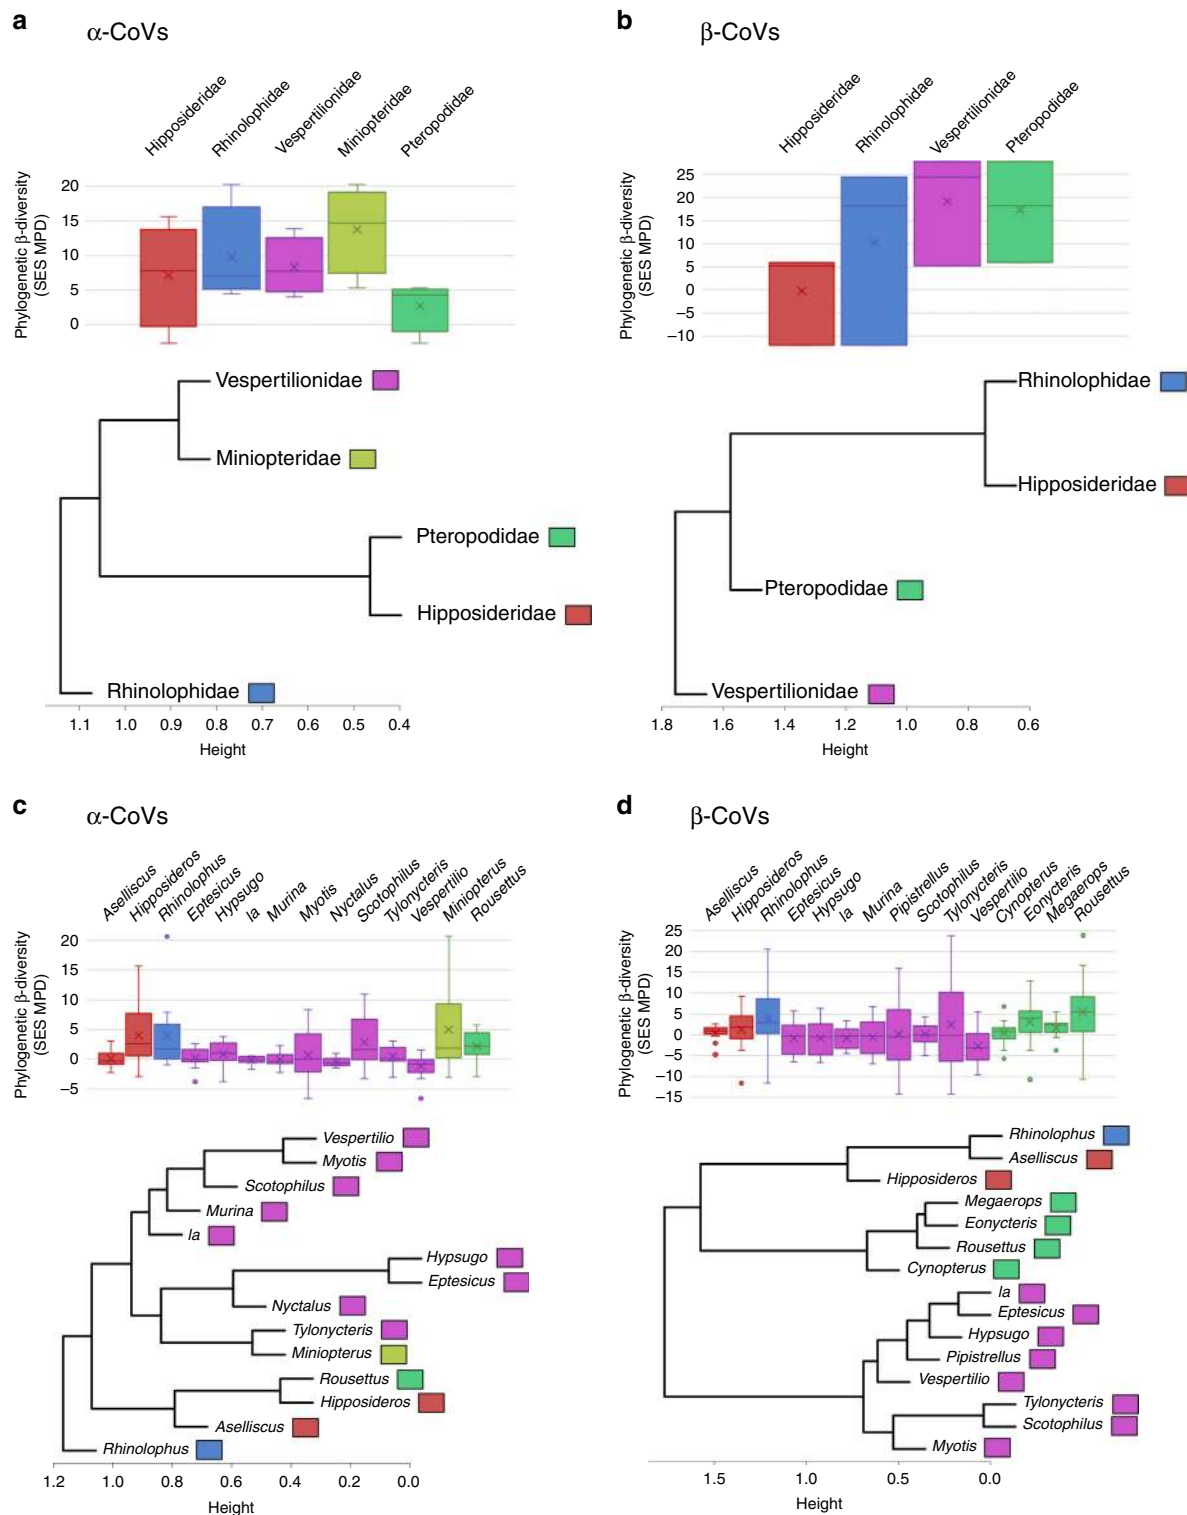 a
α-CoVs
Hipposideridae
Rhinolophidae
Vespertilionidae
Miniopteridae
Pteropodidae
Phylogenetic β-diversity
(SES MPD)
20
15
10
5
0
Vespertilionidae
Miniopteridae
Pteropodidae
Hipposideridae
Rhinolophidae
1.1 1.0 0.9 0.8 0.7 0.6 0.5 0.4
Height
b
β-CoVs
Hipposideridae
Rhinolophidae
Vespertilionidae
Pteropodidae
Phylogenetic β-diversity
(SES MPD)
25
20
15
10
5
0
−5
−10
Rhinolophidae
Hipposideridae
Pteropodidae
Vespertilionidae
1.8 1.6 1.4 1.2 1.0 0.8 0.6
Height
c
α-CoVs
Aselliscus
Hipposideros
Rhinolophus
Eptesicus
Hypsugo
Ia
Murina
Myotis
Nyctalus
Scotophilus
Tylonycteris
Vespertilio
Miniopterus
Rousettus
Phylogenetic β-diversity
(SES MPD)
20
15
10
5
0
−5
Vespertilio
Myotis
Scotophilus
Murina
Ia
Hypsugo
Eptesicus
Nyctalus
Tylonycteris
Miniopterus
Rousettus
Hipposideros
Aselliscus
Rhinolophus
1.2 1.0 0.8 0.6 0.4 0.2 0.0
Height
d
β-CoVs
Aselliscus
Hipposideros
Rhinolophus
Eptesicus
Hypsugo
Ia
Murina
Pipistrellus
Scotophilus
Tylonycteris
Vespertilio
Cynopterus
Eonycteris
Megaerops
Rousettus
Phylogenetic β-diversity
(SES MPD)
25
20
15
10
5
0
−5
−10
−15
Rhinolophus
Aselliscus
Hipposideros
Megaerops
Eonycteris
Rousettus
Cynopterus
Ia
Eptesicus
Hypsugo
Pipistrellus
Vespertilio
Tylonycteris
Scotophilus
Myotis
1.5 1.0 0.5 0.0
Height